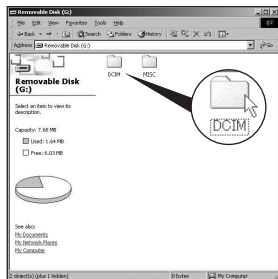 Removable Disk (G:)
File Edit View Favorites Tools Help
Back Search Folders History
Address Removable Disk (G:) Go
Removable Disk (G:)
Select an item to view its
description.
Capacity: 7.68 MB
Used: 1.64 MB
Free: 6.03 MB
See also:
My Documents
My Network Places
My Computer
DCIM MISC
DCIM
2 object(s) (plus 1 hidden) 0 bytes My Computer